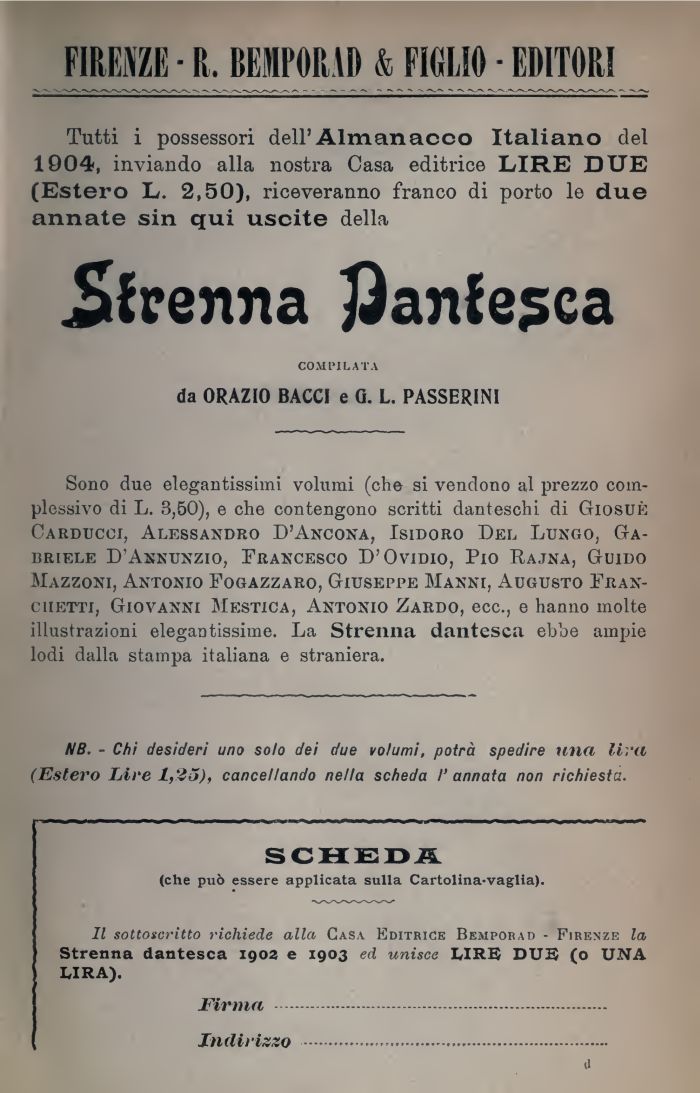 FIRENZE - R. BEMPORAD & FIGLIO - EDITORI
Tutti i possessori dell'Almanacco Italiano del
1904, inviando alla nostra Casa editrice LIRE DUE
(Estero L. 2,50), riceveranno franco di porto le due
annate sin qui uscite della
Strenna Dantesca
COMPILATA
da ORAZIO BACCI e G. L. PASSERINI
Sono due elegantissimi volumi (che si vendono al prezzo com-
plessivo di L. 3,50), e che contengono scritti danteschi di GIOSUÈ
CARDUCCI, ALESSANDRO D'ANCONA, ISIDORO DEL LUNGO, GA-
BRIELE D'ANNUNZIO, FRANCESCO D'OVIDIO, PIO RAJNA, GUIDO
MAZZONI, ANTONIO FOGAZZARO, GIUSEPPE MANNI, AUGUSTO FRAN-
CHETTI, GIOVANNI MESTICA, ANTONIO ZARDO, ecc., e hanno molte
illustrazioni elegantissime. La Strenna dantesca ebbe ampie
lodi dalla stampa italiana e straniera.
NB. - Chi desideri uno solo dei due volumi, potrà spedire una lira
(Estero Lire 1,25), cancellando nella scheda l'annata non richiesta.
SCHEDA
(che può essere applicata sulla Cartolina-vaglia).
Il sottoscritto richiede alla CASA EDITRICE BEMPORAD - FIRENZE la
Strenna dantesca 1902 e 1903 ed unisce LIRE DUE (o UNA
LIRA).
Firma
Indirizzo
d